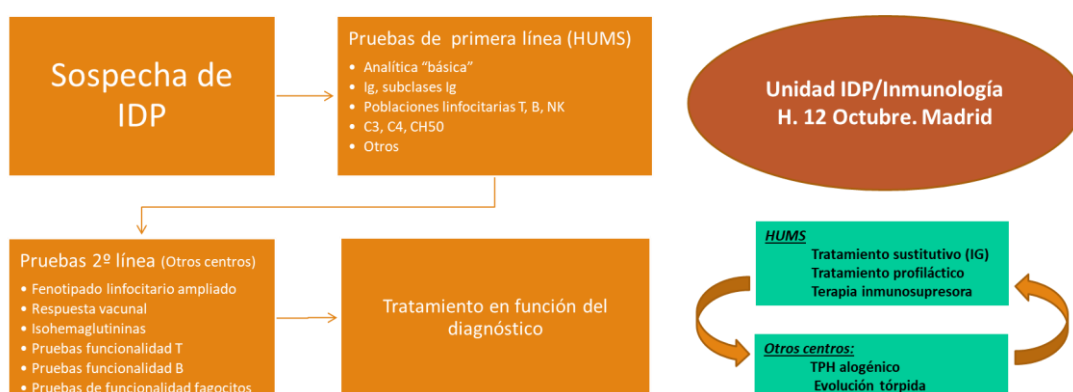 Sospecha de
IDP
Pruebas de primera línea (HUMS)
• Analítica “básica”
• Ig, subclases Ig
• Poblaciones linfocitarias T, B, NK
• C3, C4, CH50
• Otros
Unidad IDP/Inmunología
H. 12 Octubre. Madrid
Pruebas 2º línea (Otros centros)
• Fenotipado linfocitario ampliado
• Respuesta vacunal
• Isohemaglutininas
• Pruebas funcionalidad T
• Pruebas funcionalidad B
• Pruebas de funcionalidad fagocitos
Tratamiento en función del
diagnóstico
HUMS
Tratamiento sustitutivo (IG)
Tratamiento profiláctico
Terapia inmunosupresora
Otros centros:
TPH alogénico
Evolución tórpida